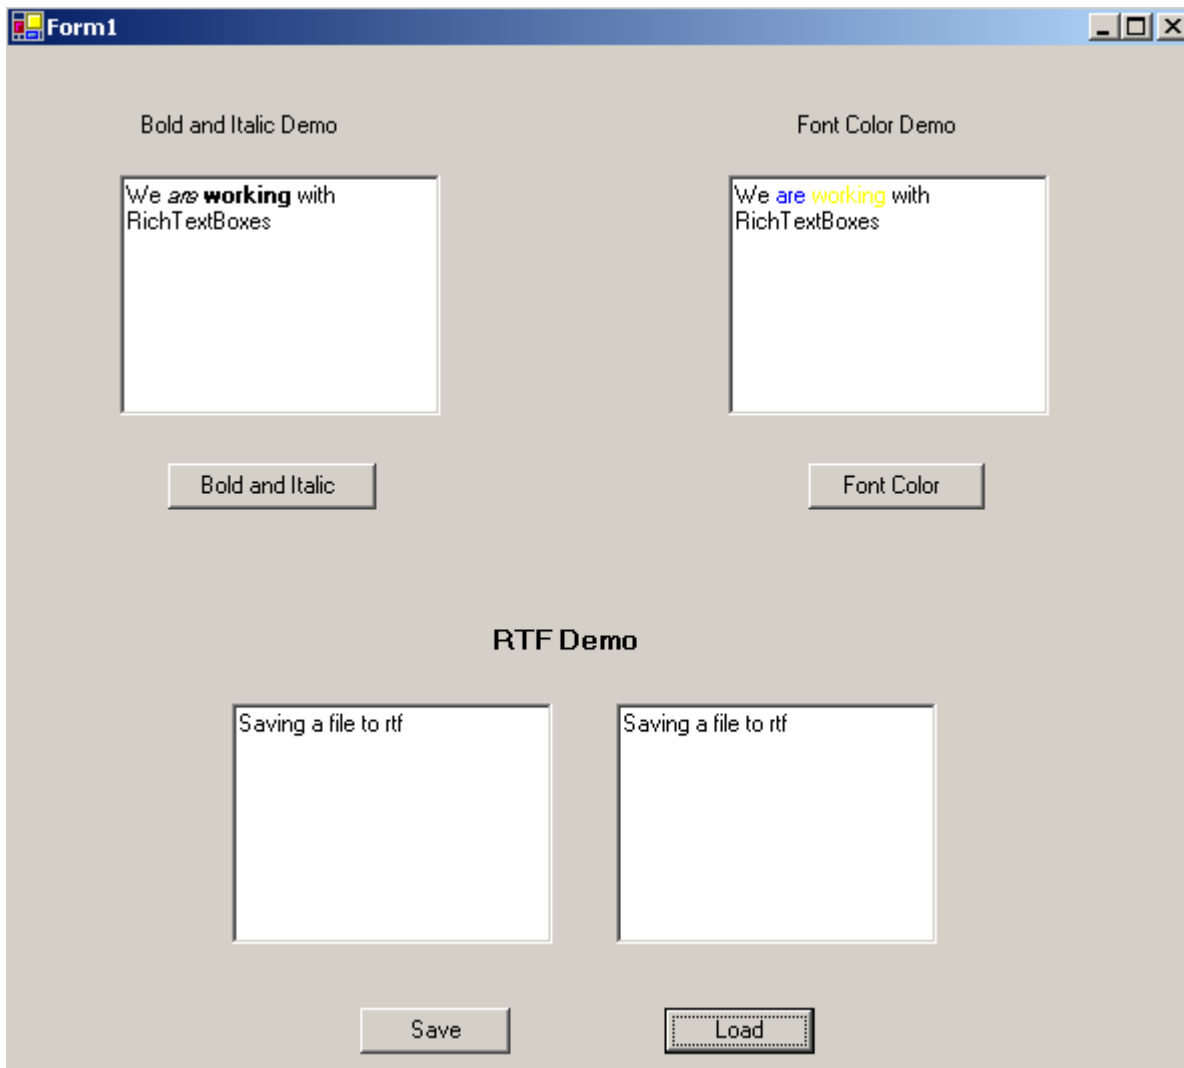 Form1
Bold and Italic Demo
Font Color Demo
We are working with
RichTextBoxes
We are working with
RichTextBoxes
Bold and Italic
Font Color
RTF Demo
Saving a file to rtf
Saving a file to rtf
Save
Load